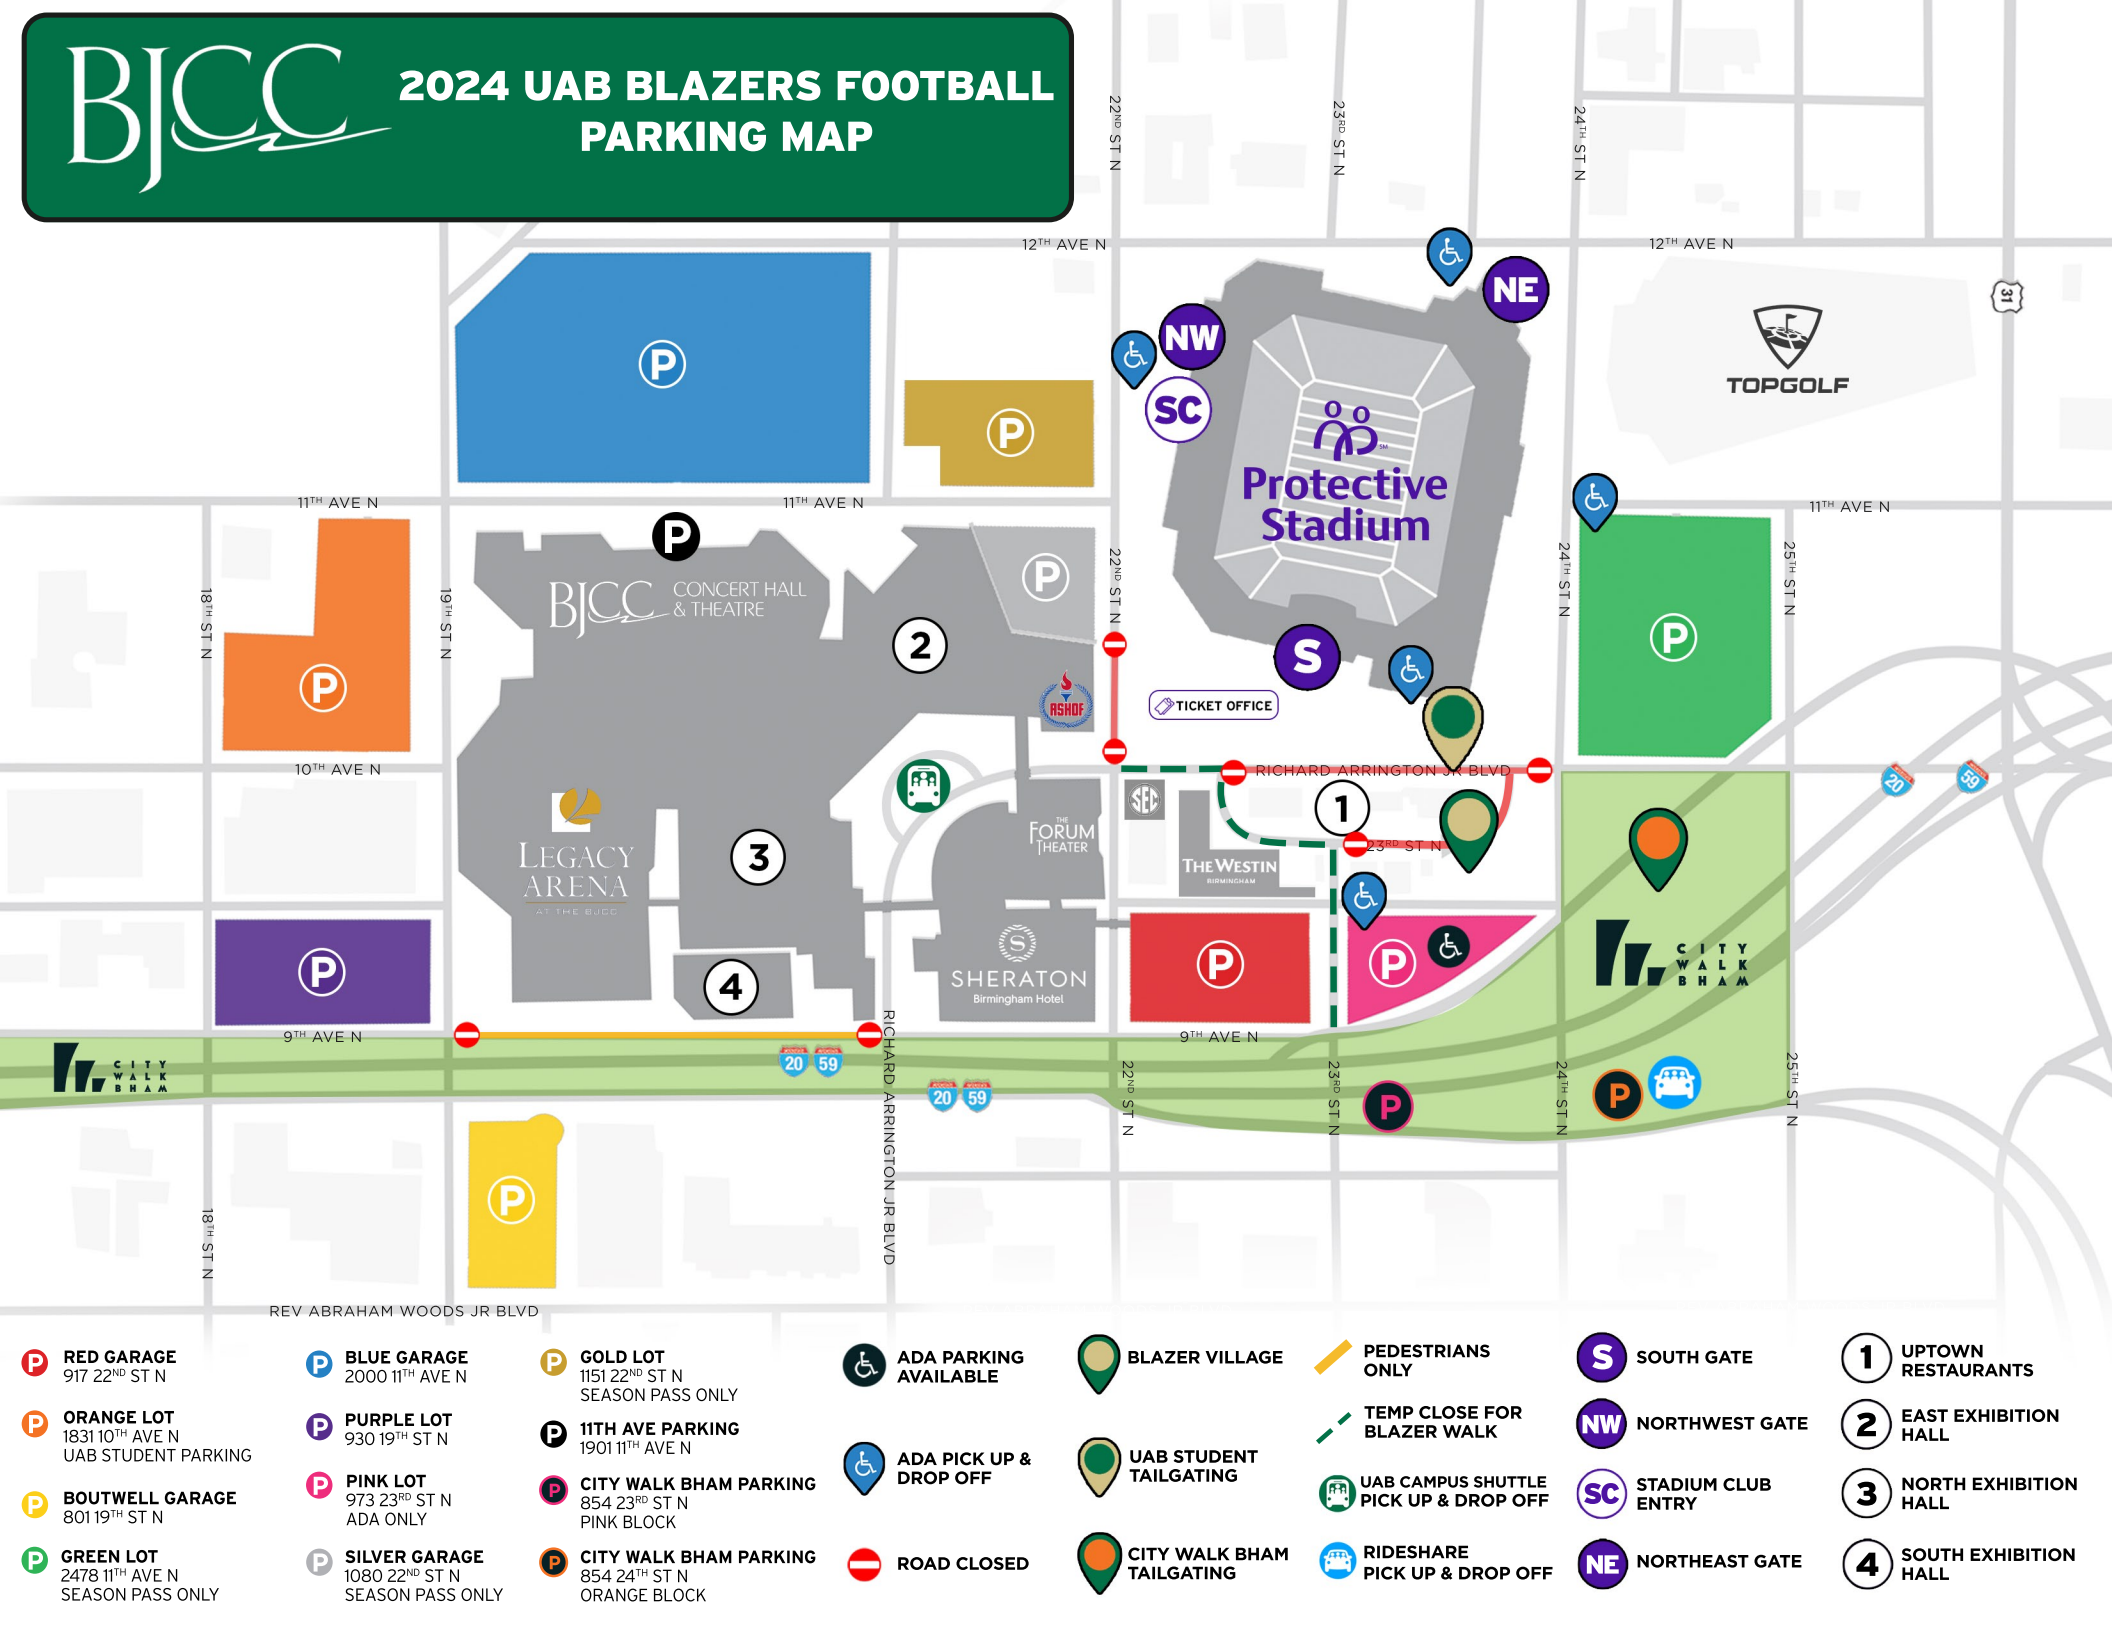 BJCC
2024 UAB BLAZERS FOOTBALL
PARKING MAP
22ND ST N
23RD ST N
24TH ST N
12TH AVE N
12TH AVE N
NE
NW
SC
31
TOPGOLF
P
P
Protective
Stadium
SM
11TH AVE N
11TH AVE N
11TH AVE N
P
P
BJCC CONCERT HALL
& THEATRE
18TH ST N
19TH ST N
22ND ST N
24TH ST N
25TH ST N
2
S
P
P
ASHOF
TICKET OFFICE
10TH AVE N
RICHARD ARRINGTON JR BLVD
20
59
SEC
1
THE
FORUM
THEATER
23RD ST N
LEGACY
ARENA
AT THE BJCC
3
THE WESTIN
BIRMINGHAM
P
4
S
SHERATON
Birmingham Hotel
P
P
CITY
WALK
BHAM
9TH AVE N
9TH AVE N
CITY
WALK
BHAM
20
59
20
59
RICHARD ARRINGTON JR BLVD
22ND ST N
23RD ST N
24TH ST N
25TH ST N
P
P
P
18TH ST N
REV ABRAHAM WOODS JR BLVD
P RED GARAGE
917 22ND ST N
P ORANGE LOT
1831 10TH AVE N
UAB STUDENT PARKING
P BOUTWELL GARAGE
801 19TH ST N
P GREEN LOT
2478 11TH AVE N
SEASON PASS ONLY
P BLUE GARAGE
2000 11TH AVE N
P PURPLE LOT
930 19TH ST N
P PINK LOT
973 23RD ST N
ADA ONLY
P SILVER GARAGE
1080 22ND ST N
SEASON PASS ONLY
P GOLD LOT
1151 22ND ST N
SEASON PASS ONLY
P 11TH AVE PARKING
1901 11TH AVE N
P CITY WALK BHAM PARKING
854 23RD ST N
PINK BLOCK
P CITY WALK BHAM PARKING
854 24TH ST N
ORANGE BLOCK
ADA PARKING
AVAILABLE
ADA PICK UP &
DROP OFF
ROAD CLOSED
BLAZER VILLAGE
UAB STUDENT
TAILGATING
CITY WALK BHAM
TAILGATING
PEDESTRIANS
ONLY
TEMP CLOSE FOR
BLAZER WALK
UAB CAMPUS SHUTTLE
PICK UP & DROP OFF
RIDESHARE
PICK UP & DROP OFF
S SOUTH GATE
NW NORTHWEST GATE
SC STADIUM CLUB
ENTRY
NE NORTHEAST GATE
1 UPTOWN
RESTAURANTS
2 EAST EXHIBITION
HALL
3 NORTH EXHIBITION
HALL
4 SOUTH EXHIBITION
HALL